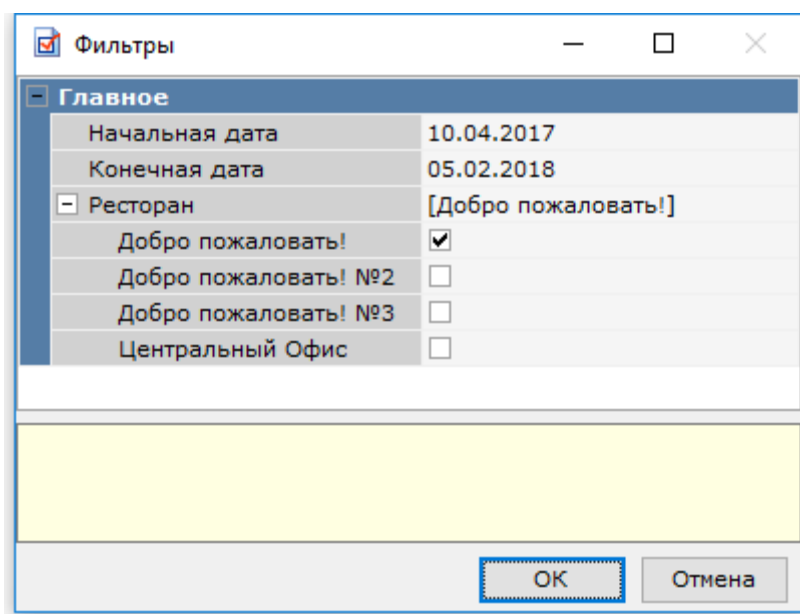 Фильтры
Главное
Начальная дата 10.04.2017
Конечная дата 05.02.2018
Ресторан [Добро пожаловать!]
Добро пожаловать!
Добро пожаловать! №2
Добро пожаловать! №3
Центральный Офис
ОК Отмена